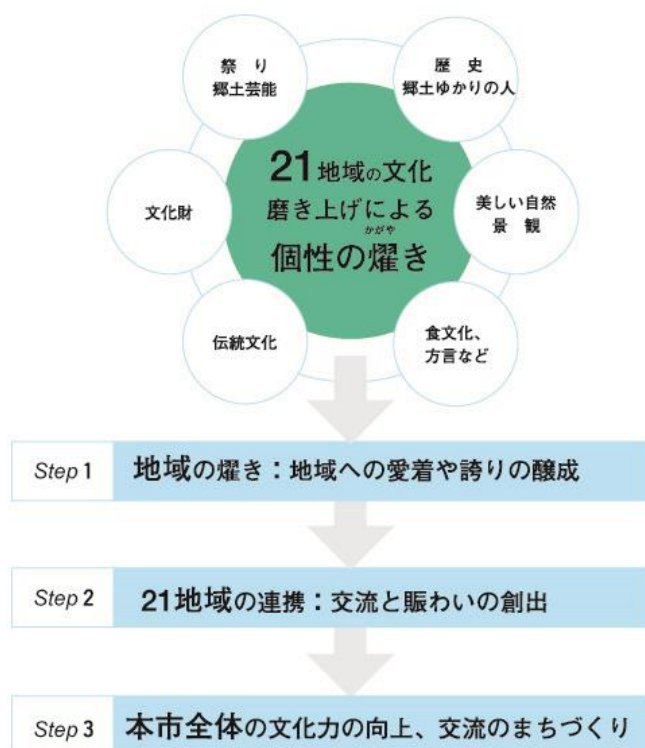 祭　り
郷土芸能
歴　史
郷土ゆかりの人
文化財
21地域の文化
磨き上げによる
かがや
個性の燿き
美しい自然
景　観
伝統文化
食文化、
方言など
Step 1 地域の燿き：地域への愛着や誇りの醸成
Step 2 21地域の連携：交流と賑わいの創出
Step 3 本市全体の文化力の向上、交流のまちづくり